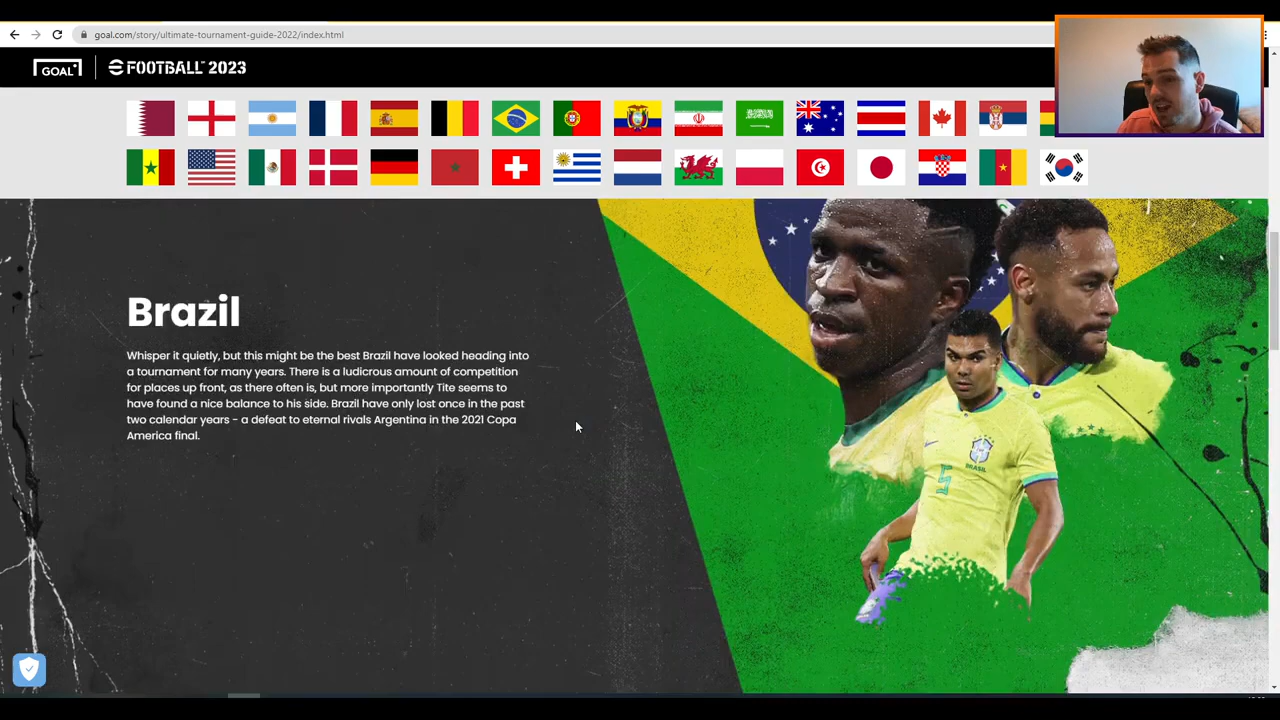 goal.com/story/ultimate-tournament-guide-2022/index.html
GOAL
FOOTBALL 2023
Brazil
Whisper it quietly, but this might be the best Brazil have looked heading into
a tournament for many years. There is a ludicrous amount of competition
for places up front, as there often is, but more importantly Tite seems to
have found a nice balance to his side. Brazil have only lost once in the past
two calendar years - a defeat to eternal rivals Argentina in the 2021 Copa
America final.
BRASIL
5